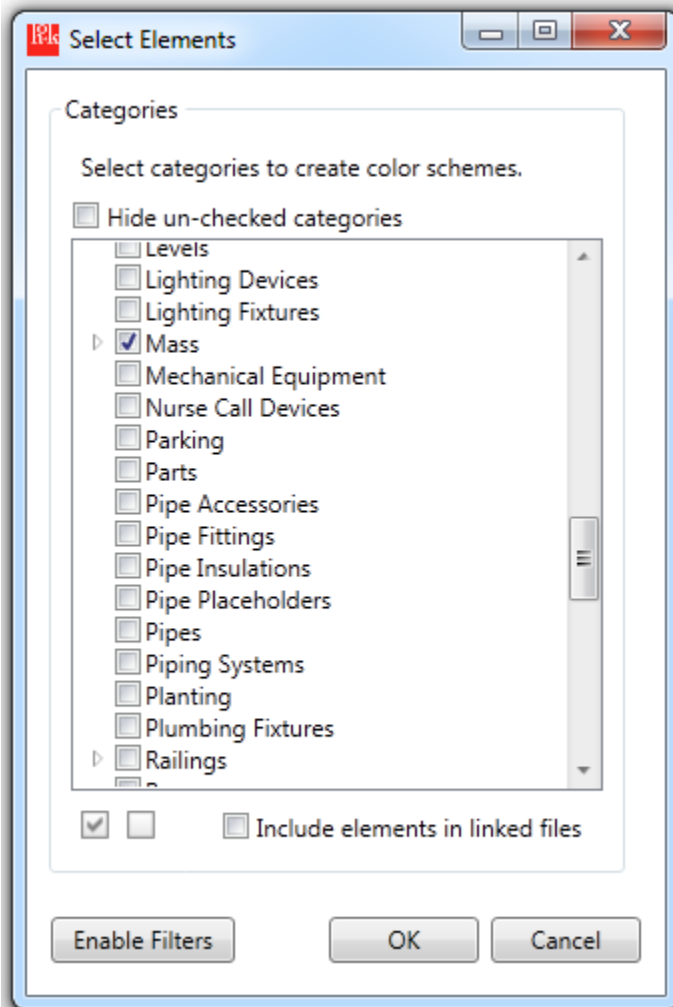 Select Elements
Categories
Select categories to create color schemes.
Hide un-checked categories
Levels
Lighting Devices
Lighting Fixtures
Mass
Mechanical Equipment
Nurse Call Devices
Parking
Parts
Pipe Accessories
Pipe Fittings
Pipe Insulations
Pipe Placeholders
Pipes
Piping Systems
Planting
Plumbing Fixtures
Railings
Include elements in linked files
Enable Filters OK Cancel